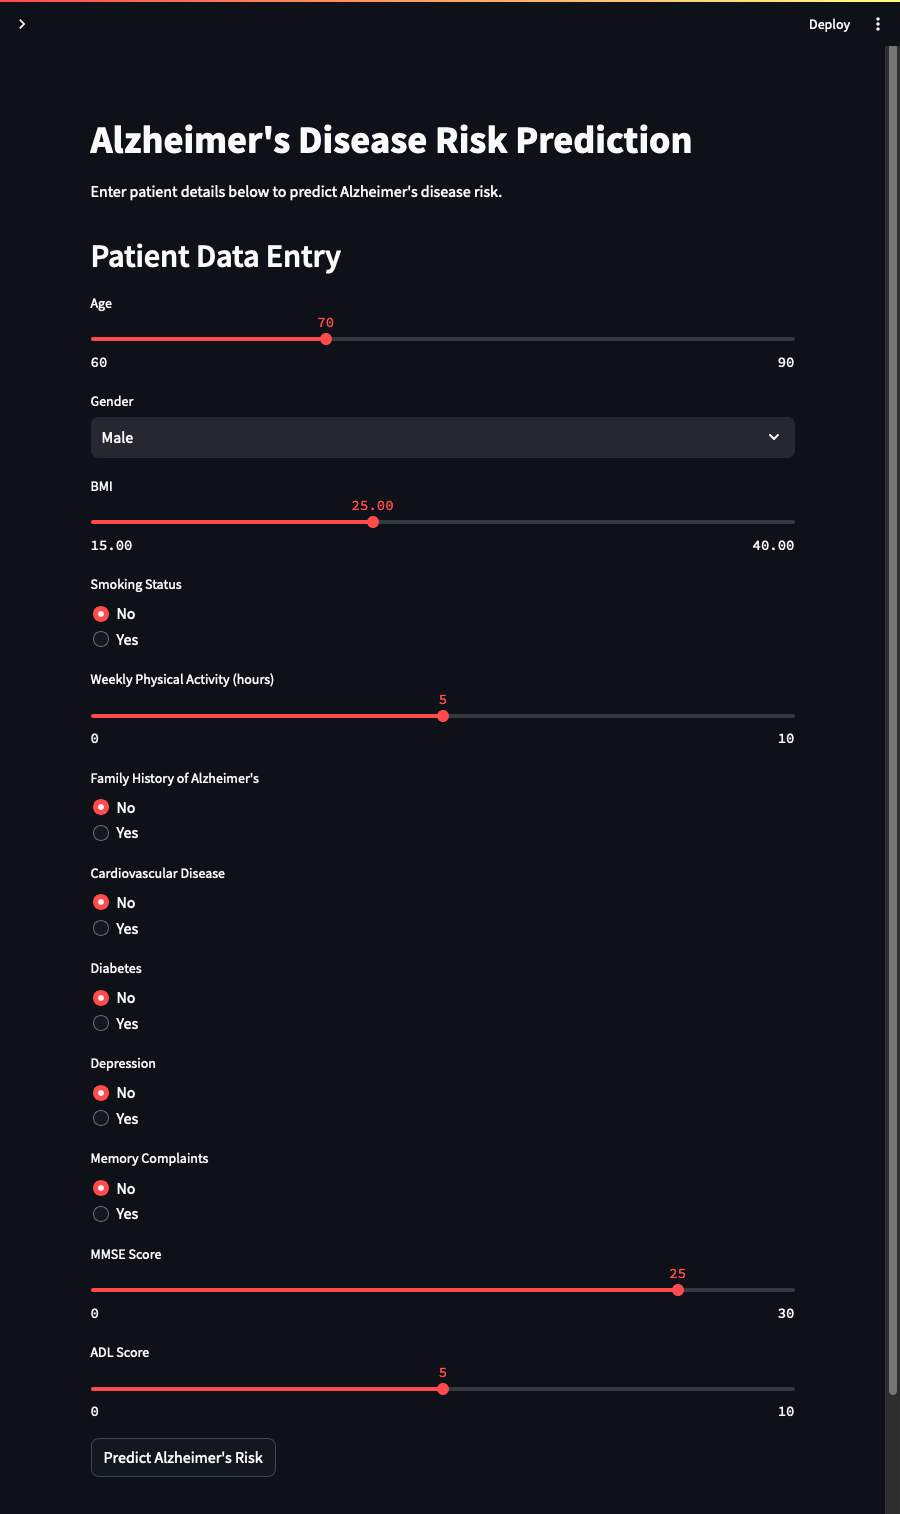 Deploy
Alzheimer's Disease Risk Prediction
Enter patient details below to predict Alzheimer's disease risk.
Patient Data Entry
Age
70
60 90
Gender
Male
BMI
25.00
15.00 40.00
Smoking Status
No
Yes
Weekly Physical Activity (hours)
5
0 10
Family History of Alzheimer's
No
Yes
Cardiovascular Disease
No
Yes
Diabetes
No
Yes
Depression
No
Yes
Memory Complaints
No
Yes
MMSE Score
25
0 30
ADL Score
5
0 10
Predict Alzheimer's Risk